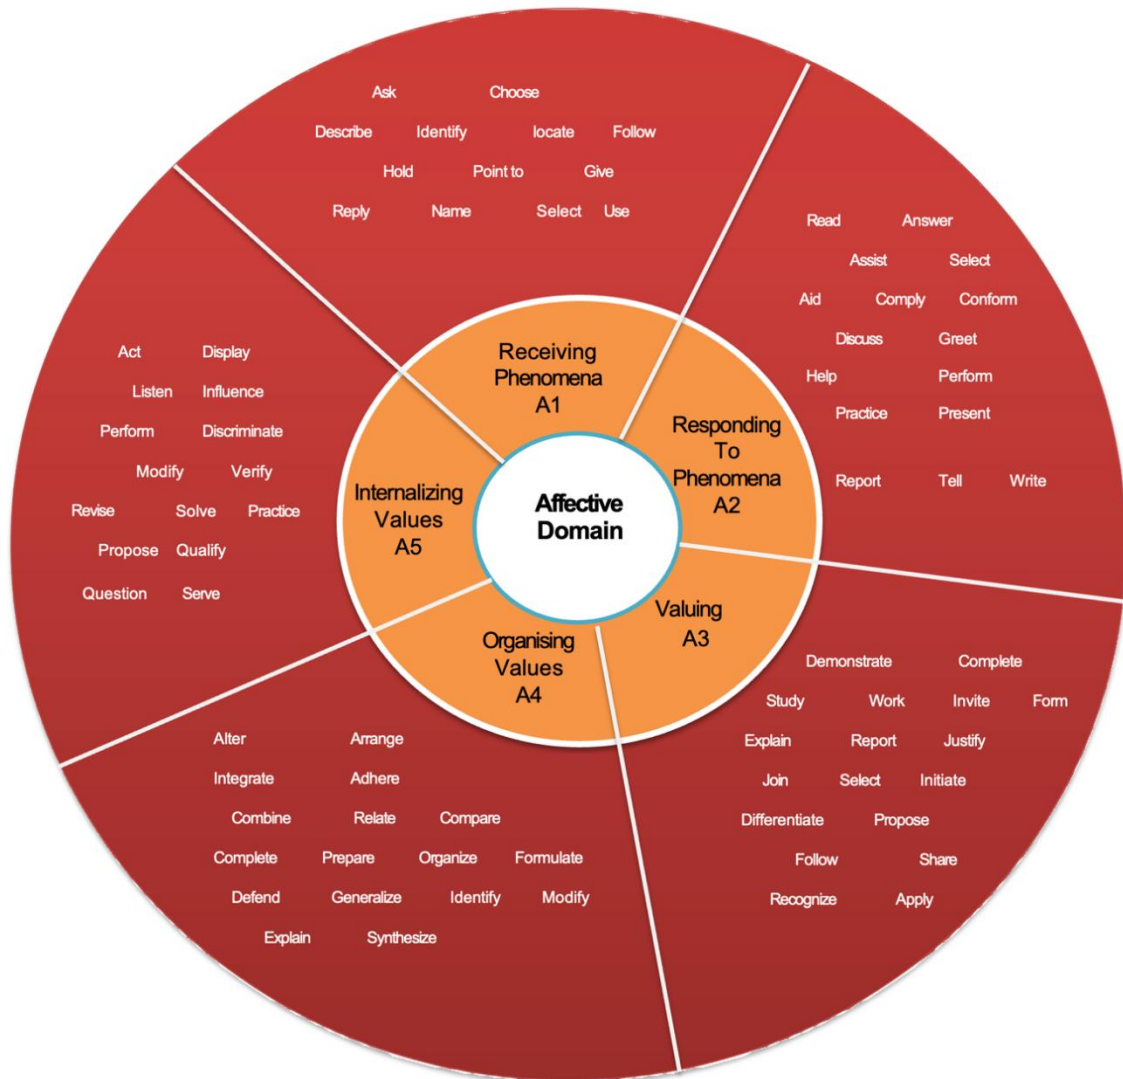 Ask Choose
Describe Identify locate Follow
Hold Point to Give
Reply Name Select Use
Read Answer
Assist Select
Aid Comply Conform
Discuss Greet
Help Perform
Practice Present
Report Tell Write
Demonstrate Complete
Study Work Invite Form
Explain Report Justify
Join Select Initiate
Differentiate Propose
Follow Share
Recognize Apply
Alter Arrange
Integrate Adhere
Combine Relate Compare
Complete Prepare Organize Formulate
Defend Generalize Identify Modify
Explain Synthesize
Act Display
Listen Influence
Perform Discriminate
Modify Verify
Revise Solve Practice
Propose Qualify
Question Serve
Receiving
Phenomena
A1
Responding
To
Phenomena
A2
Valuing
A3
Organising
Values
A4
Internalizing
Values
A5
Affective
Domain